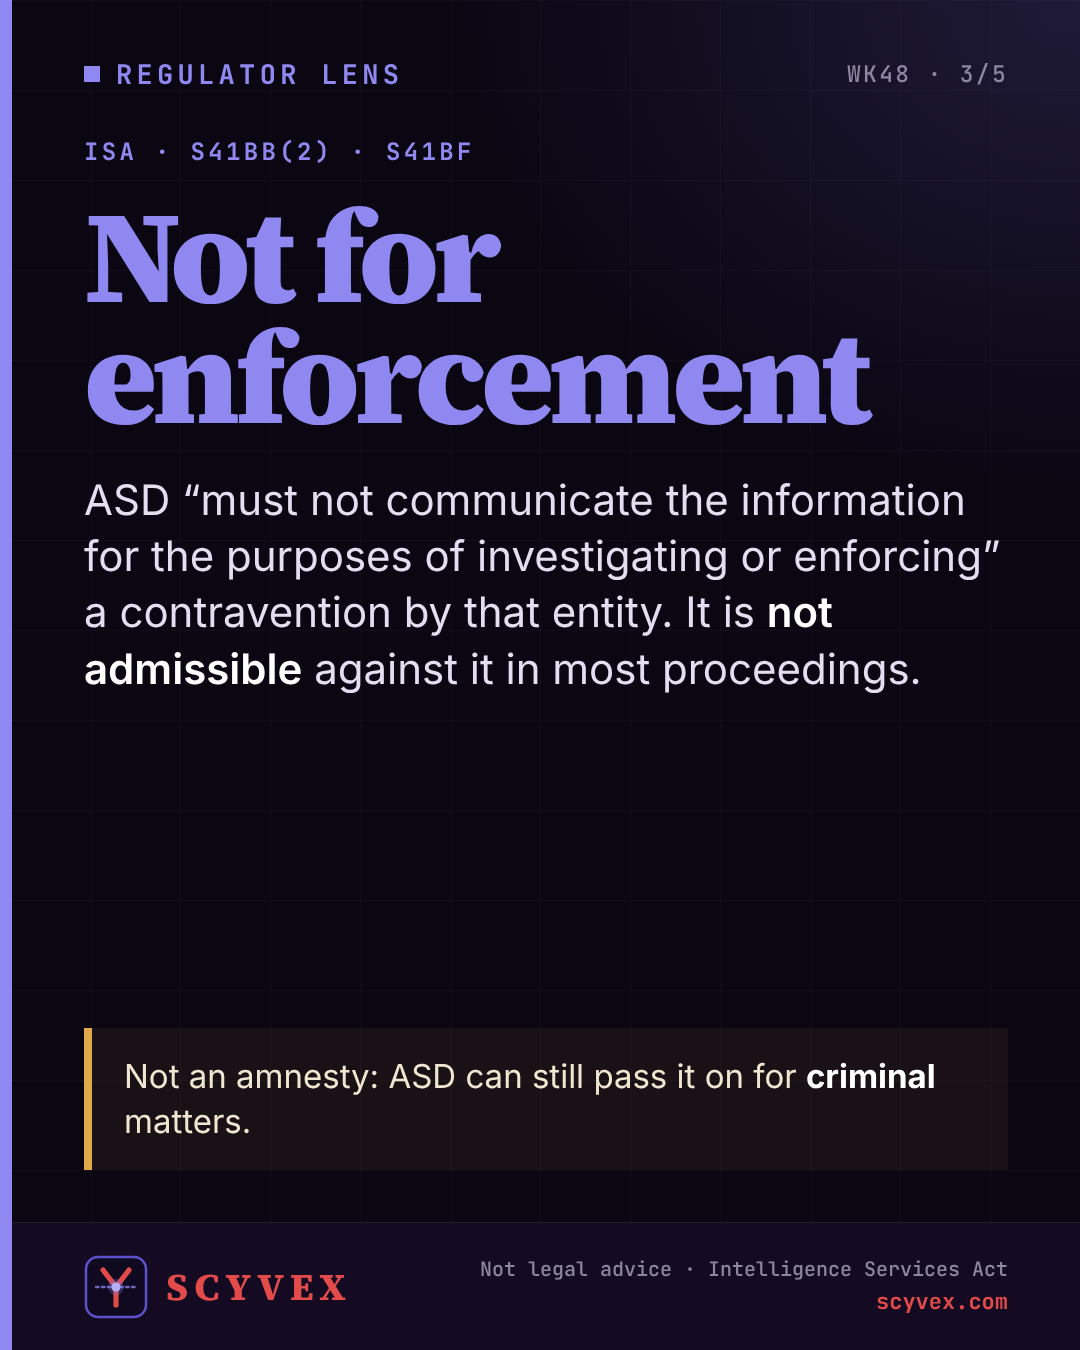 REGULATOR LENS
WK48 · 3/5
ISA · S41BB(2) · S41BF
Not for
enforcement
ASD “must not communicate the information
for the purposes of investigating or enforcing”
a contravention by that entity. It is not
admissible against it in most proceedings.
Not an amnesty: ASD can still pass it on for criminal
matters.
SCYVEX
Not legal advice · Intelligence Services Act
scyvex.com